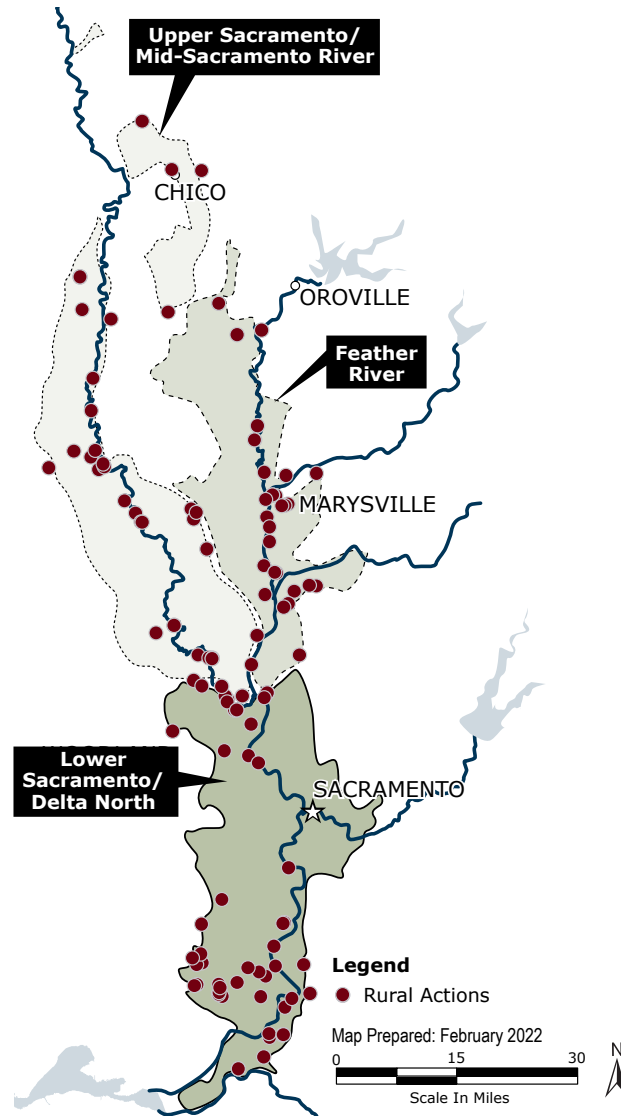 Upper Sacramento/
Mid-Sacramento River
CHICO
OROVILLE
Feather
River
MARYSVILLE
Lower
Sacramento/
Delta North
SACRAMENTO
Legend
Rural Actions
Map Prepared: February 2022
0 15 30
Scale In Miles
N